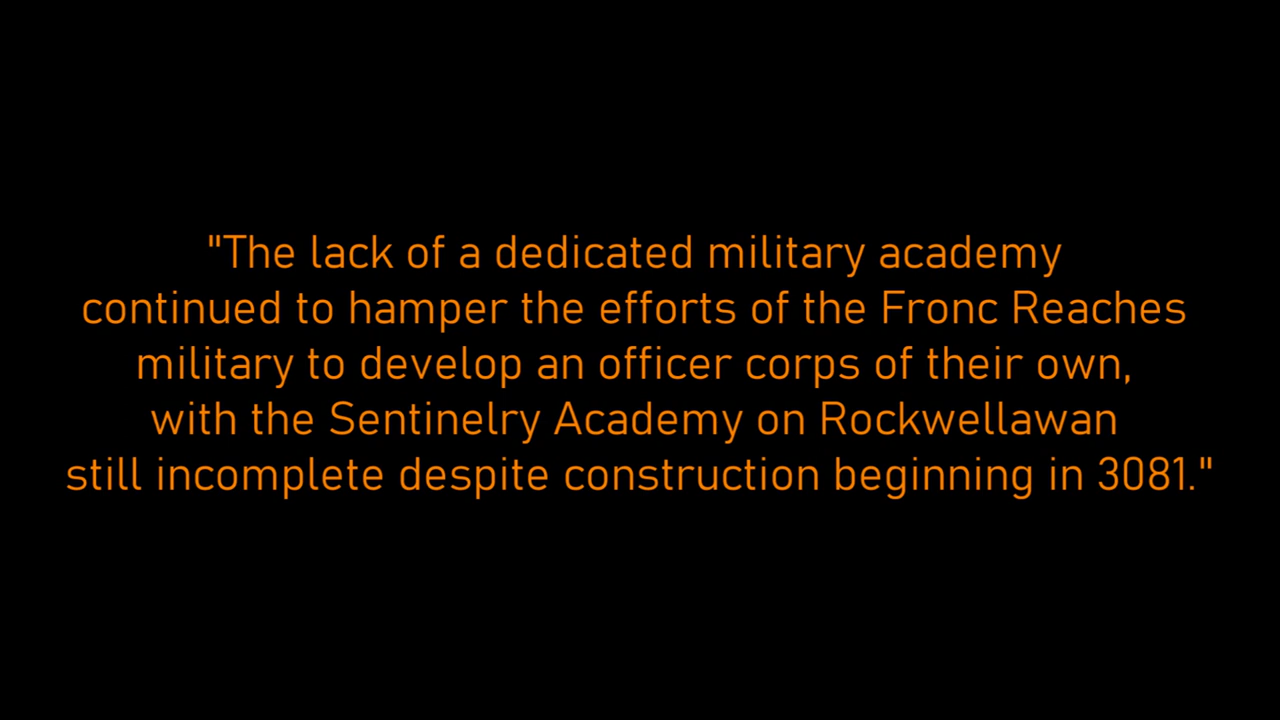 "The lack of a dedicated military academy
continued to hamper the efforts of the Fronc Reaches
military to develop an officer corps of their own,
with the Sentinelry Academy on Rockwellawan
still incomplete despite construction beginning in 3081."